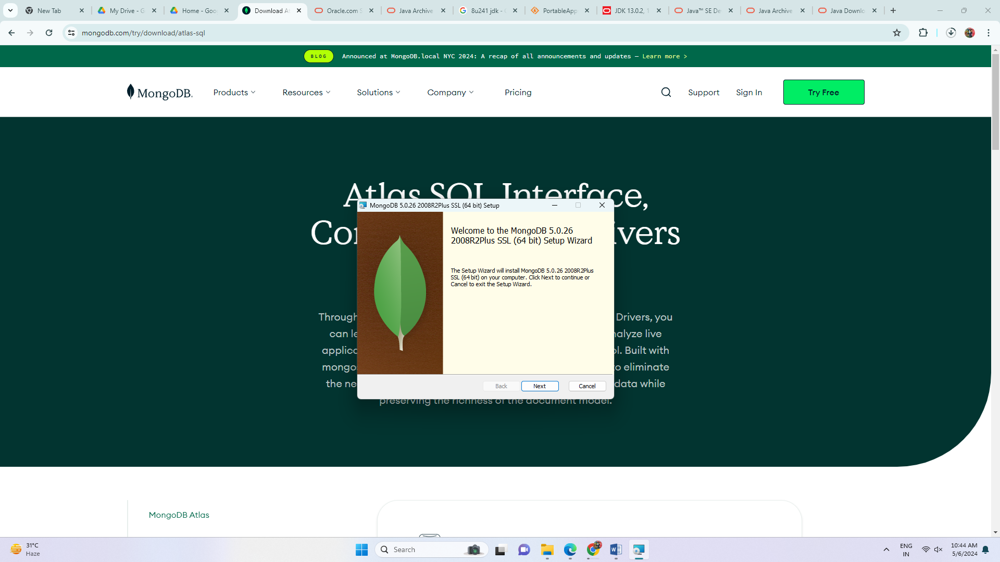 New Tab
My Drive - G
Home - Goo
Download A
Oracle.com S
Java Archive
8u241 jdk - G
PortableApp
JDK 13.0.2, 1
Java™ SE De
Java Archive
Java Downlo
mongodb.com/try/download/atlas-sql
BLOG
Announced at MongoDB.local NYC 2024: A recap of all announcements and updates — Learn more >
MongoDB.
Products
Resources
Solutions
Company
Pricing
Support
Sign In
Try Free
Atlas SQL Interface,
Co ivers
MongoDB 5.0.26 2008R2Plus SSL (64 bit) Setup
Welcome to the MongoDB 5.0.26
2008R2Plus SSL (64 bit) Setup Wizard
The Setup Wizard will install MongoDB 5.0.26 2008R2Plus
SSL (64 bit) on your computer. Click Next to continue or
Cancel to exit the Setup Wizard.
Back
Next
Cancel
Through Drivers, you
can le nalyze live
applica ol. Built with
mongo to eliminate
the ne data while
preserving the richness of the document model.
MongoDB Atlas
31°C
Haze
Search
ENG
IN
10:44 AM
5/6/2024